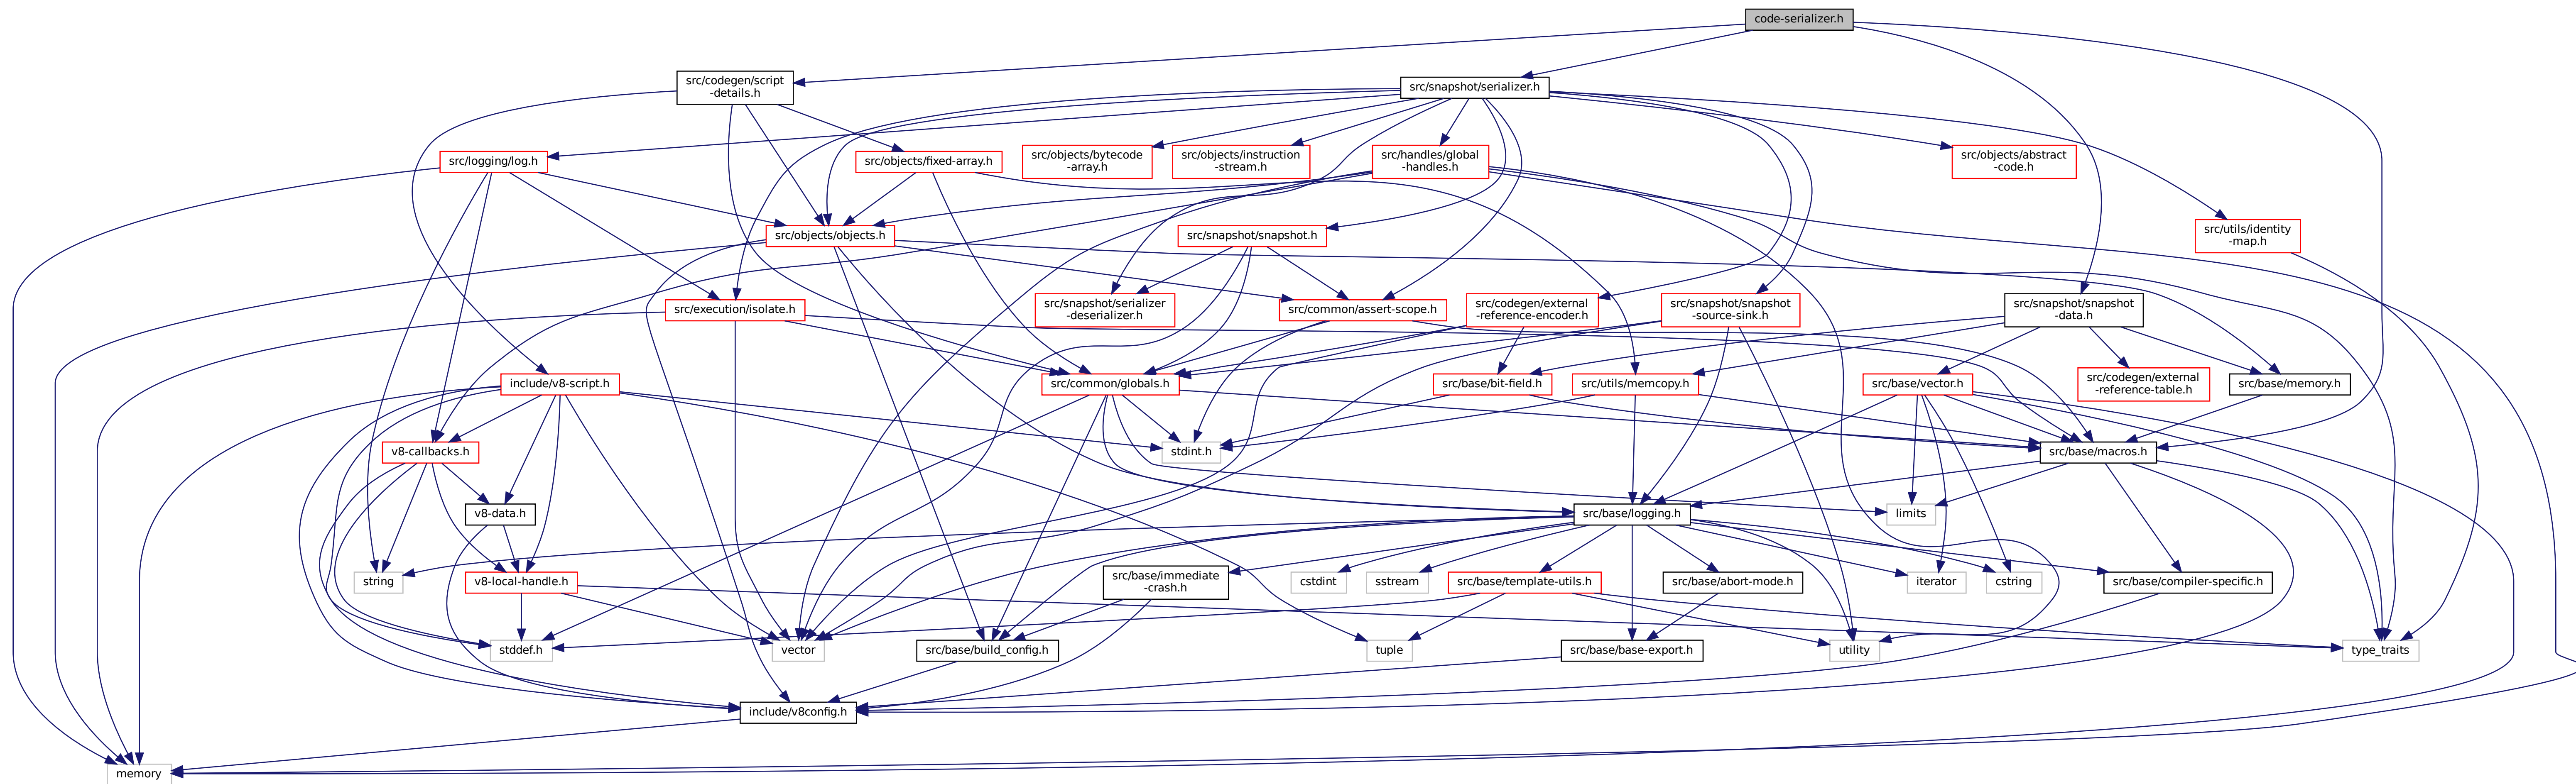 code-serializer.h
src/codegen/script
-details.h
src/snapshot/serializer.h
src/logging/log.h
src/objects/fixed-array.h
src/objects/bytecode
-array.h
src/objects/instruction
-stream.h
src/handles/global
-handles.h
src/objects/abstract
-code.h
src/objects/objects.h
src/snapshot/snapshot.h
src/utils/identity
-map.h
src/execution/isolate.h
src/snapshot/serializer
-deserializer.h
src/common/assert-scope.h
src/codegen/external
-reference-encoder.h
src/snapshot/snapshot
-source-sink.h
src/snapshot/snapshot
-data.h
include/v8-script.h
src/common/globals.h
src/base/bit-field.h
src/utils/memcopy.h
src/base/vector.h
src/codegen/external
-reference-table.h
src/base/memory.h
v8-callbacks.h
stdint.h
src/base/macros.h
v8-data.h
src/base/logging.h
limits
string
v8-local-handle.h
src/base/immediate
-crash.h
cstdint
sstream
src/base/template-utils.h
src/base/abort-mode.h
iterator
cstring
src/base/compiler-specific.h
stddef.h
vector
src/base/build_config.h
tuple
src/base/base-export.h
utility
type_traits
include/v8config.h
memory